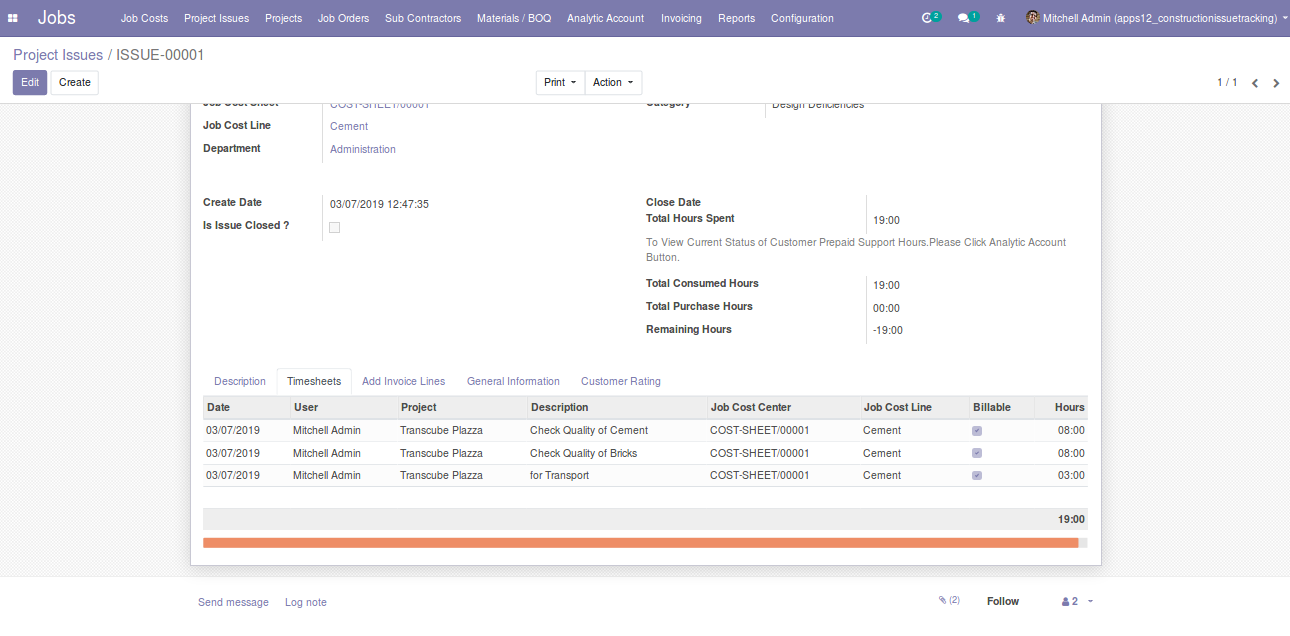 Jobs Job Costs Project Issues Projects Job Orders Sub Contractors Materials / BOQ Analytic Account Invoicing Reports Configuration 2 1 Mitchell Admin (apps12_constructionissuetracking)
Project Issues / ISSUE-00001
Edit Create Print Action 1 / 1
Job Cost Sheet COST-SHEET/00001 Category Design Deficiencies
Job Cost Line Cement
Department Administration
Create Date 03/07/2019 12:47:35 Close Date
Is Issue Closed ? Total Hours Spent 19:00
To View Current Status of Customer Prepaid Support Hours.Please Click Analytic Account
Button.
Total Consumed Hours 19:00
Total Purchase Hours 00:00
Remaining Hours -19:00
Description Timesheets Add Invoice Lines General Information Customer Rating
Date User Project Description Job Cost Center Job Cost Line Billable Hours
03/07/2019 Mitchell Admin Transcube Plazza Check Quality of Cement COST-SHEET/00001 Cement 08:00
03/07/2019 Mitchell Admin Transcube Plazza Check Quality of Bricks COST-SHEET/00001 Cement 08:00
03/07/2019 Mitchell Admin Transcube Plazza for Transport COST-SHEET/00001 Cement 03:00
19:00
Send message Log note (2) Follow 2